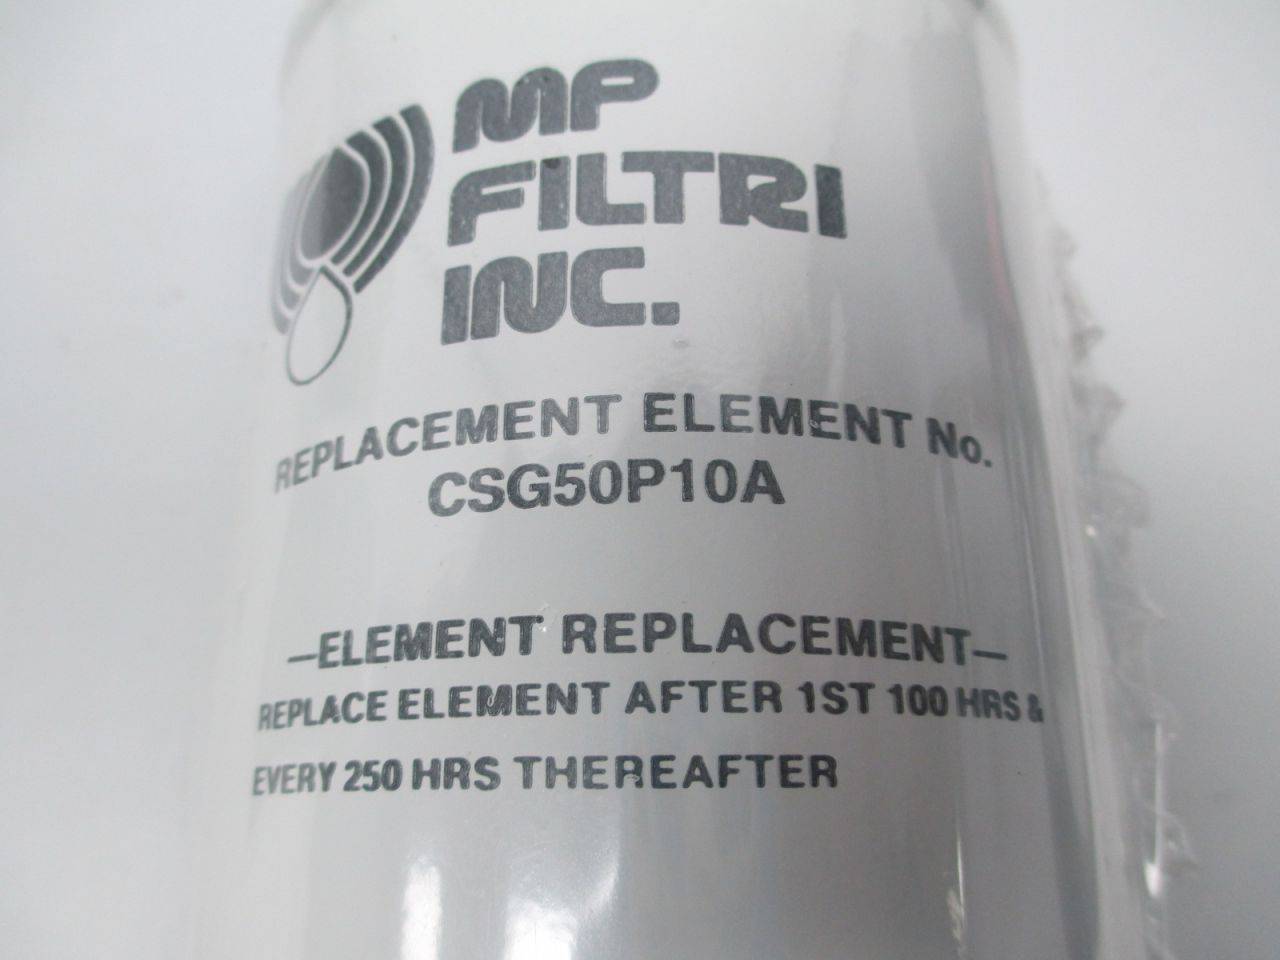 MP
FILTRI
INC.
REPLACEMENT ELEMENT No.
CSG50P10A
—ELEMENT REPLACEMENT—
REPLACE ELEMENT AFTER 1ST 100 HRS &
EVERY 250 HRS THEREAFTER